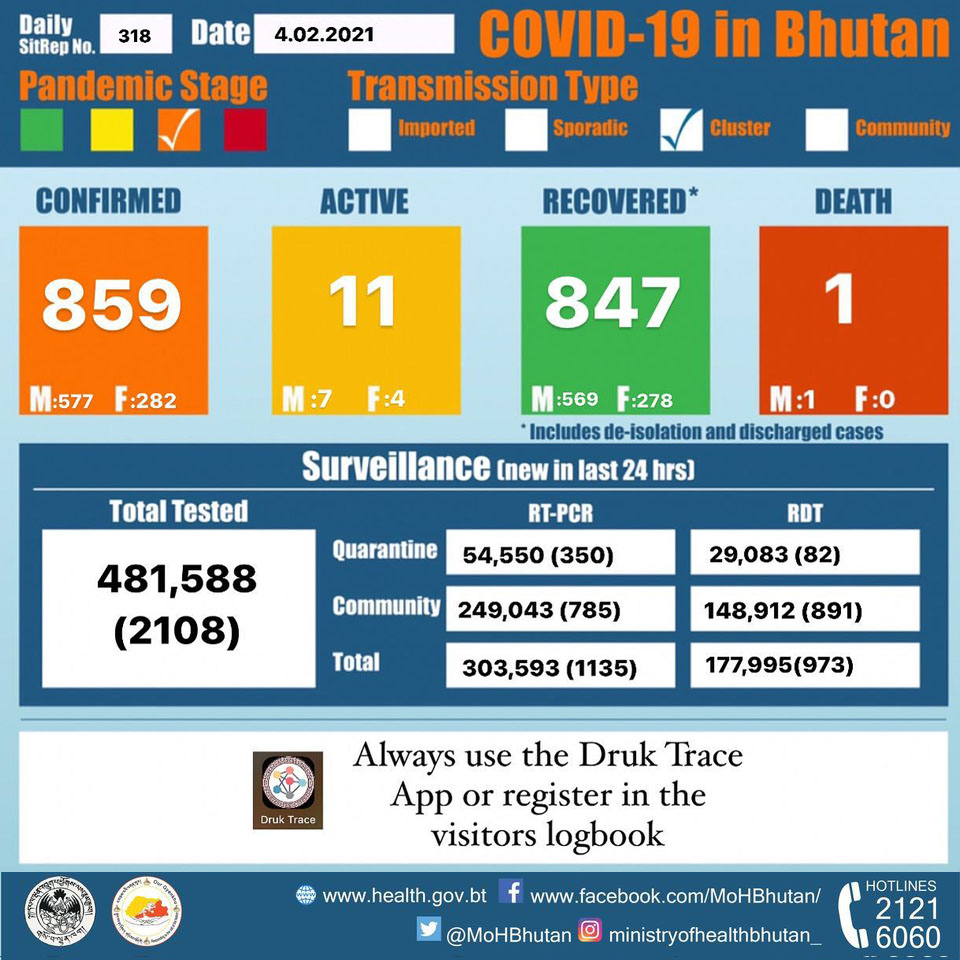 Daily
SitRep No. 318 Date 4.02.2021 COVID-19 in Bhutan
Pandemic Stage Transmission Type
Imported Sporadic Cluster Community
CONFIRMED ACTIVE RECOVERED* DEATH
859 11 847 1
M:577 F:282 M:7 F:4 M:569 F:278 M:1 F:0
* Includes de-isolation and discharged cases
Surveillance (new in last 24 hrs)
Total Tested RT-PCR RDT
481,588
(2108)
Quarantine 54,550 (350) 29,083 (82)
Community 249,043 (785) 148,912 (891)
Total 303,593 (1135) 177,995(973)
Druk Trace
Always use the Druk Trace
App or register in the
visitors logbook
www.health.gov.bt www.facebook.com/MoHBhutan/
@MoHBhutan ministryofhealthbhutan_
HOTLINES
2121
6060